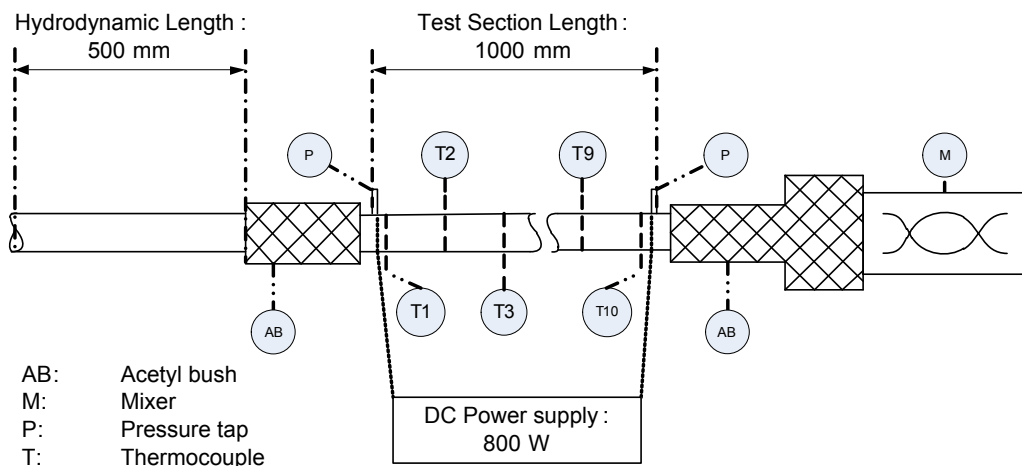 Hydrodynamic Length :
500 mm
Test Section Length :
1000 mm
P
T2
T9
P
M
AB
T1
T3
T10
AB
AB: Acetyl bush
M: Mixer
P: Pressure tap
T: Thermocouple
DC Power supply :
800 W